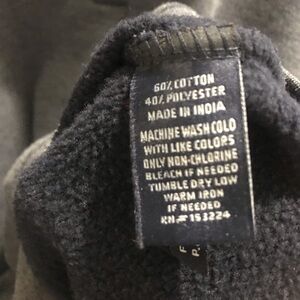 60% COTTON
40% POLYESTER
MADE IN INDIA
MACHINE WASH COLD
WITH LIKE COLORS
ONLY NON-CHLORINE
BLEACH IF NEEDED
TUMBLE DRY LOW
WARM IRON
IF NEEDED
RN# 153224